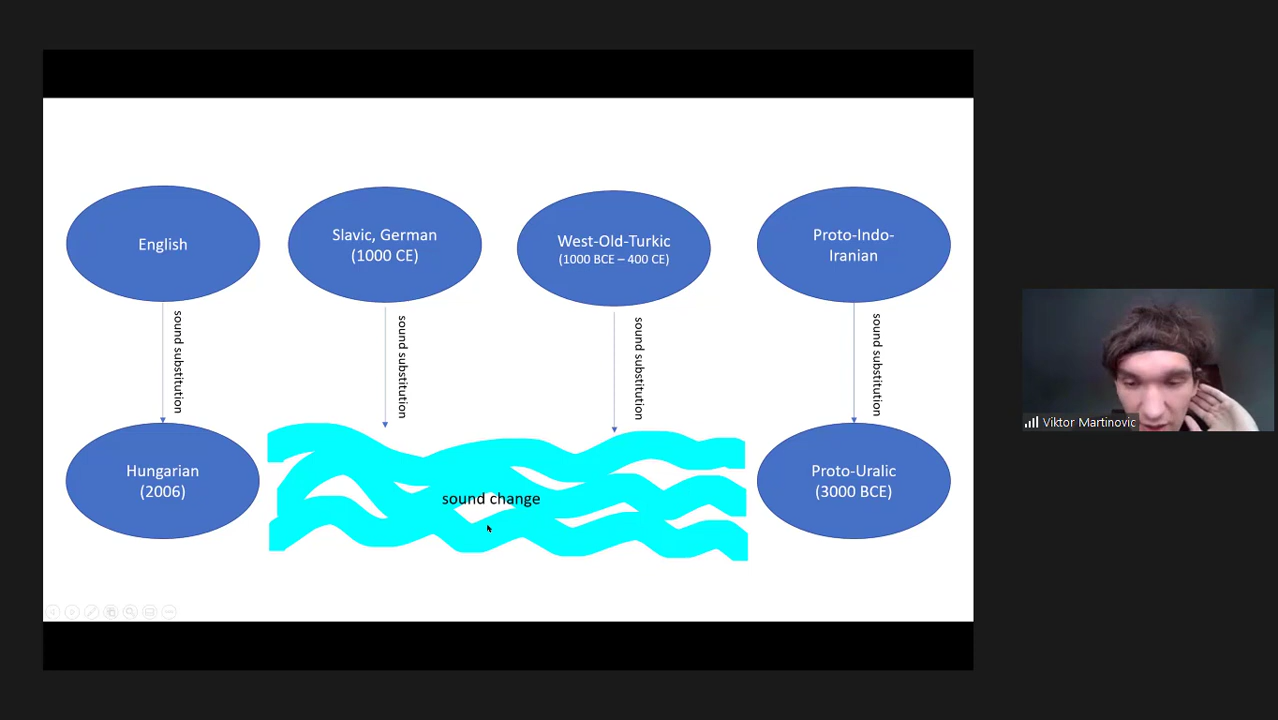 English
Slavic, German
(1000 CE)
West-Old-Turkic
(1000 BCE – 400 CE)
Proto-Indo-
Iranian
sound substitution
sound substitution
sound substitution
sound substitution
Hungarian
(2006)
sound change
Proto-Uralic
(3000 BCE)
Viktor Martinovic